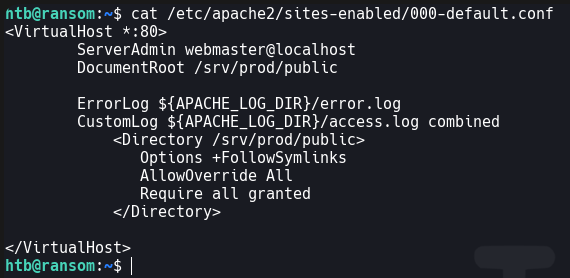 htb@ransom:~$ cat /etc/apache2/sites-enabled/000-default.conf
<VirtualHost *:80>
        ServerAdmin webmaster@localhost
        DocumentRoot /srv/prod/public

        ErrorLog ${APACHE_LOG_DIR}/error.log
        CustomLog ${APACHE_LOG_DIR}/access.log combined
            <Directory /srv/prod/public>
               Options +FollowSymlinks
               AllowOverride All
               Require all granted
            </Directory>

</VirtualHost>
htb@ransom:~$